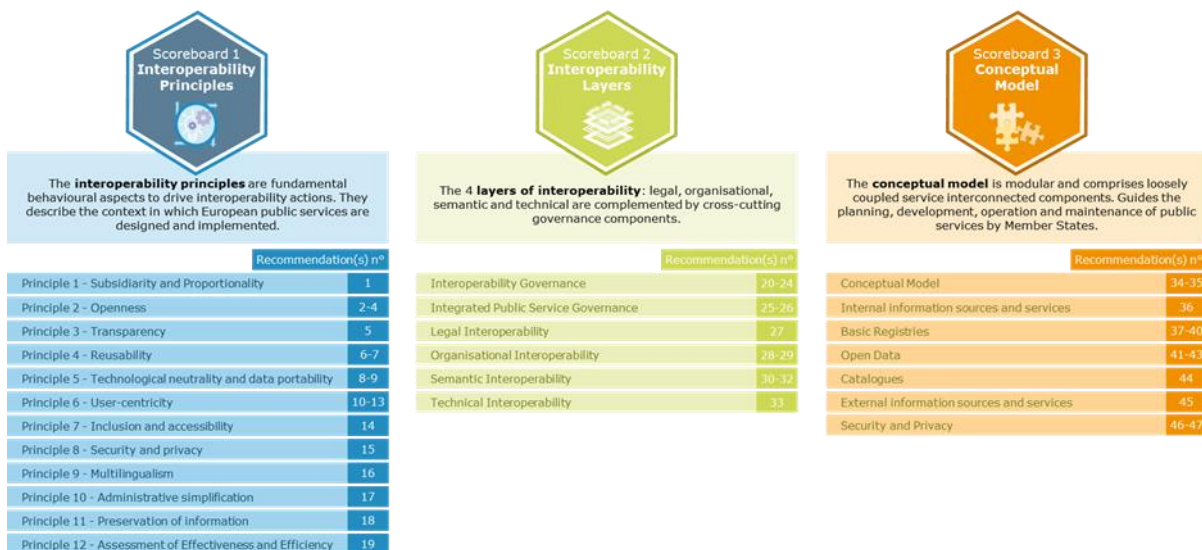 Scoreboard 1
Interoperability
Principles
The interoperability principles are fundamental
behavioural aspects to drive interoperability actions. They
describe the context in which European public services are
designed and implemented.
Recommendation(s) n°
Principle 1 - Subsidiarity and Proportionality 1
Principle 2 - Openness 2-4
Principle 3 - Transparency 5
Principle 4 - Reusability 6-7
Principle 5 - Technological neutrality and data portability 8-9
Principle 6 - User-centricity 10-13
Principle 7 - Inclusion and accessibility 14
Principle 8 - Security and privacy 15
Principle 9 - Multilingualism 16
Principle 10 - Administrative simplification 17
Principle 11 - Preservation of information 18
Principle 12 - Assessment of Effectiveness and Efficiency 19
Scoreboard 2
Interoperability
Layers
The 4 layers of interoperability: legal, organisational,
semantic and technical are complemented by cross-cutting
governance components.
Recommendation(s) n°
Interoperability Governance 20-24
Integrated Public Service Governance 25-26
Legal Interoperability 27
Organisational Interoperability 28-29
Semantic Interoperability 30-32
Technical Interoperability 33
Scoreboard 3
Conceptual
Model
The conceptual model is modular and comprises loosely
coupled service interconnected components. Guides the
planning, development, operation and maintenance of public
services by Member States.
Recommendation(s) n°
Conceptual Model 34-35
Internal information sources and services 36
Basic Registries 37-40
Open Data 41-43
Catalogues 44
External information sources and services 45
Security and Privacy 46-47